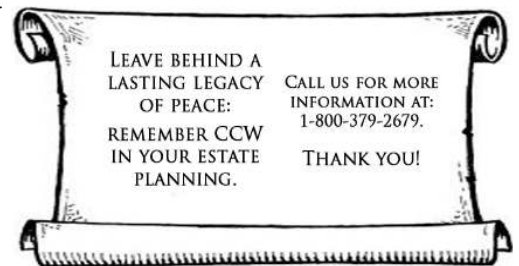 LEAVE BEHIND A
LASTING LEGACY
OF PEACE:
REMEMBER CCW
IN YOUR ESTATE
PLANNING.
CALL US FOR MORE
INFORMATION AT:
1-800-379-2679.
THANK YOU!